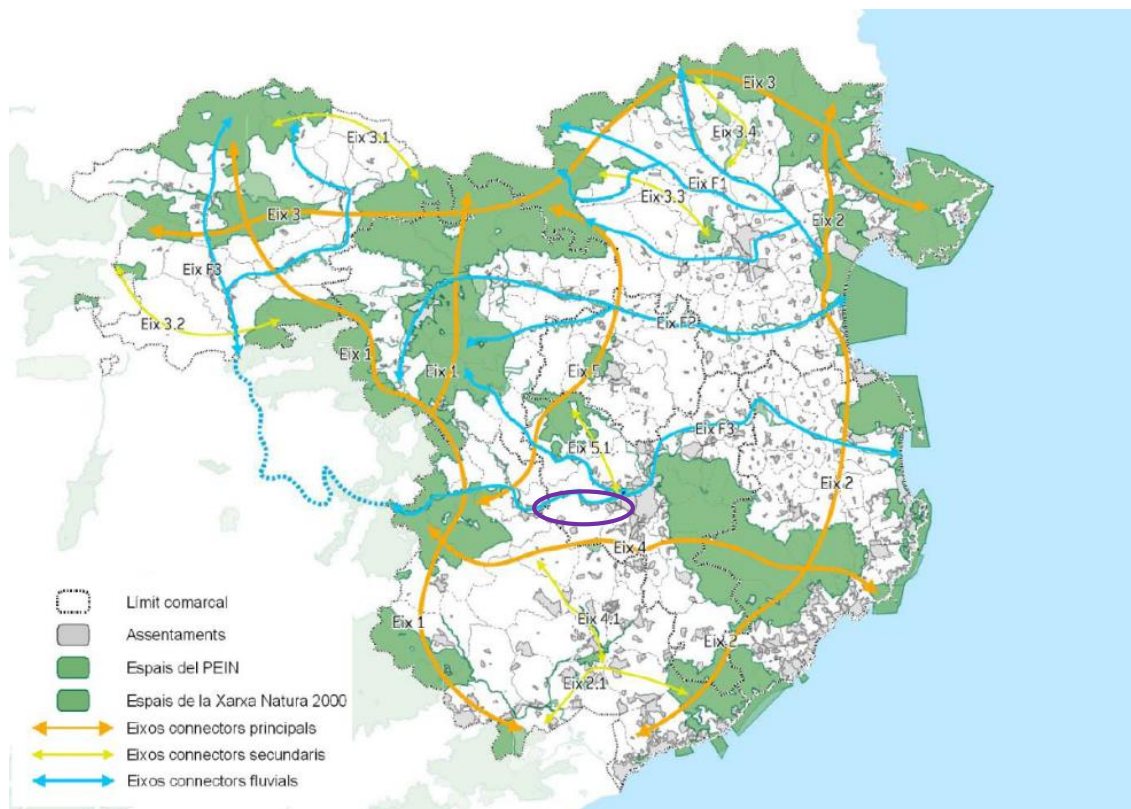 Eix 3
Eix 3.1
Eix 3.4
Eix F1
Eix 3.3
Eix 3
Eix 2
Eix F3
Eix 3.2
Eix F2
Eix 1
Eix 1
Eix 5
Eix F3
Eix 5.1
Eix 2
Eix 4
Eix 4.1
Eix 1
Eix 2
Eix 2.1
Límit comarcal
Assentaments
Espais del PEIN
Espais de la Xarxa Natura 2000
Eixos connectors principals
Eixos connectors secundaris
Eixos connectors fluvials